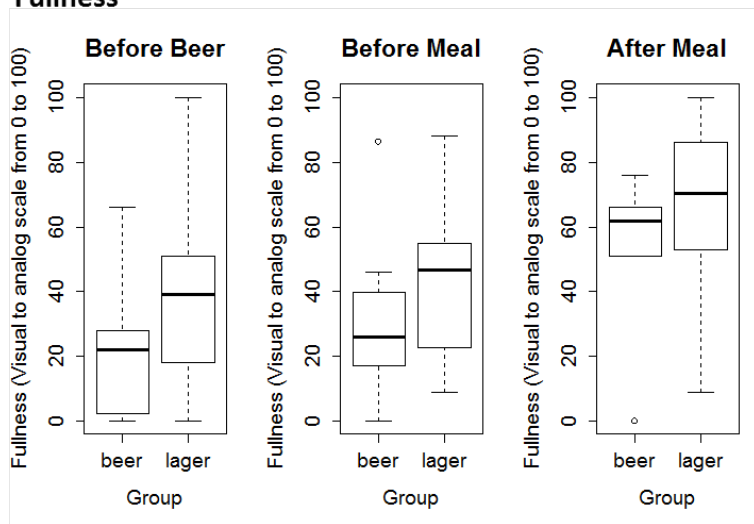 Fullness
Before Beer
Fullness (Visual to analog scale from 0 to 100)
0
20
40
60
80
100
beer
lager
Group
Before Meal
Fullness (Visual to analog scale from 0 to 100)
0
20
40
60
80
100
beer
lager
Group
After Meal
Fullness (Visual to analog scale from 0 to 100)
0
20
40
60
80
100
beer
lager
Group